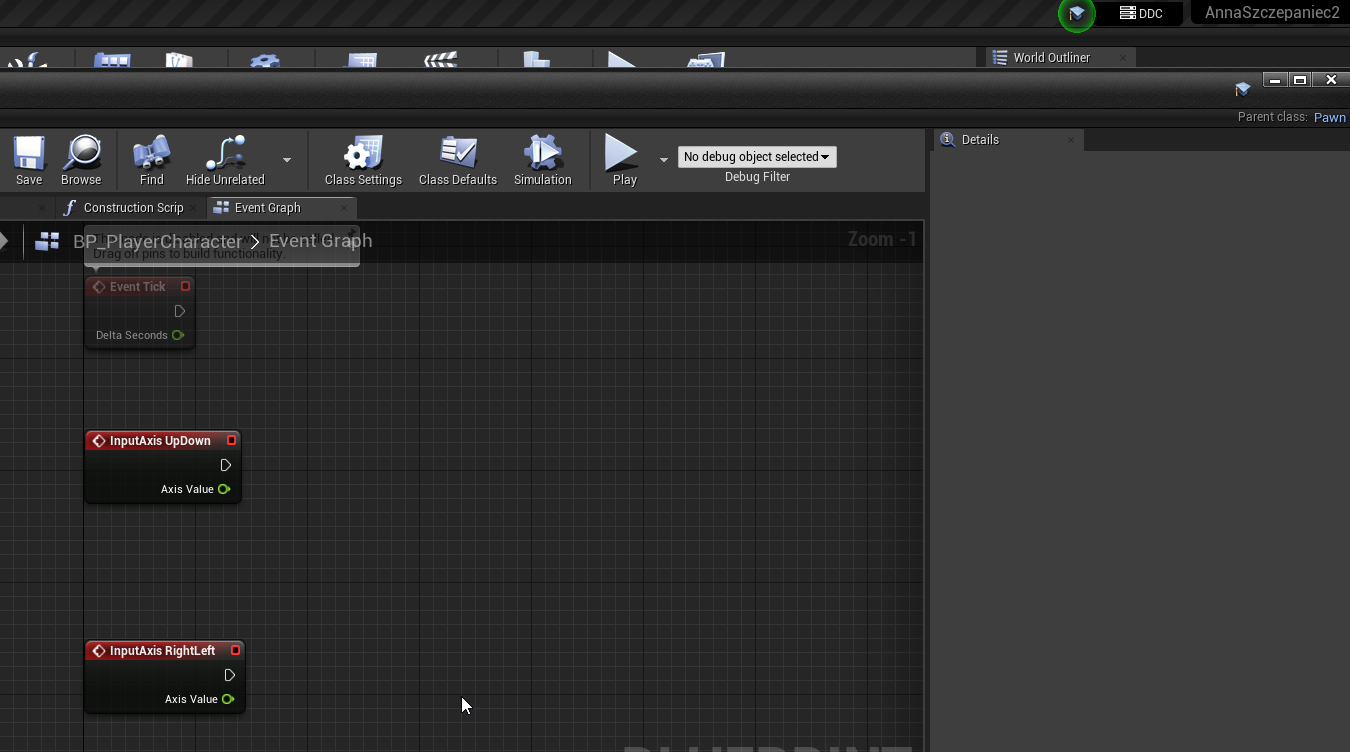 DDC
AnnaSzczepaniec2
World Outliner
Parent class: Pawn
Save
Browse
Find
Hide Unrelated
Class Settings
Class Defaults
Simulation
Play
No debug object selected
Debug Filter
Details
Construction Scrip
Event Graph
BP_PlayerCharacter > Event Graph
Zoom -1
Drag off pins to build functionality.
Event Tick
Delta Seconds
InputAxis UpDown
Axis Value
InputAxis RightLeft
Axis Value